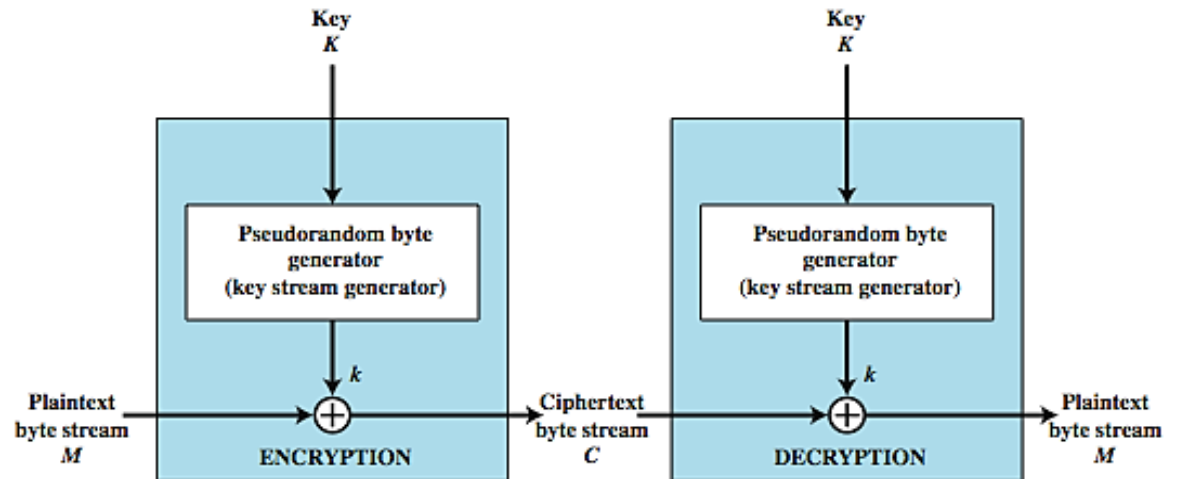 Key
K
Pseudorandom byte
generator
(key stream generator)
k
Plaintext
byte stream
M
ENCRYPTION
Ciphertext
byte stream
C
Key
K
Pseudorandom byte
generator
(key stream generator)
k
DECRYPTION
Plaintext
byte stream
M